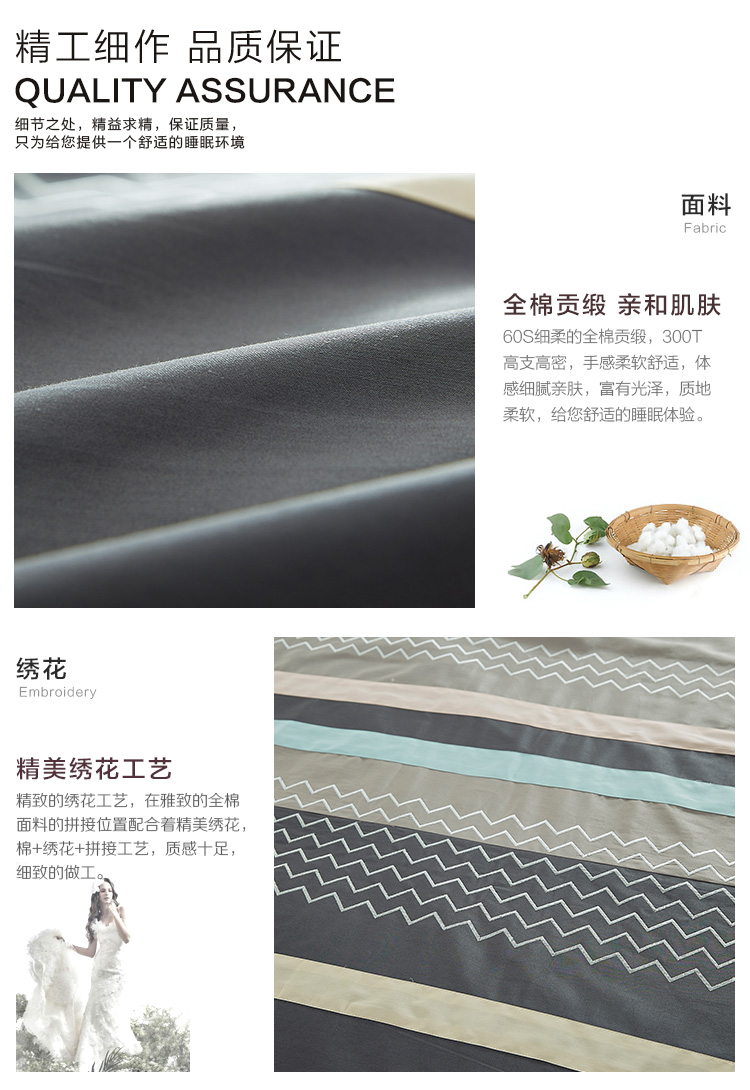 精工细作 品质保证
QUALITY ASSURANCE
细节之处，精益求精，保证质量，
只为给您提供一个舒适的睡眠环境
面料
Fabric
全棉贡缎 亲和肌肤
60S细柔的全棉贡缎，300T
高支高密，手感柔软舒适，体
感细腻亲肤，富有光泽，质地
柔软，给您舒适的睡眠体验。
绣花
Embroidery
精美绣花工艺
精致的绣花工艺，在雅致的全棉
面料的拼接位置配合着精美绣花，
棉+绣花+拼接工艺，质感十足，
细致的做工。